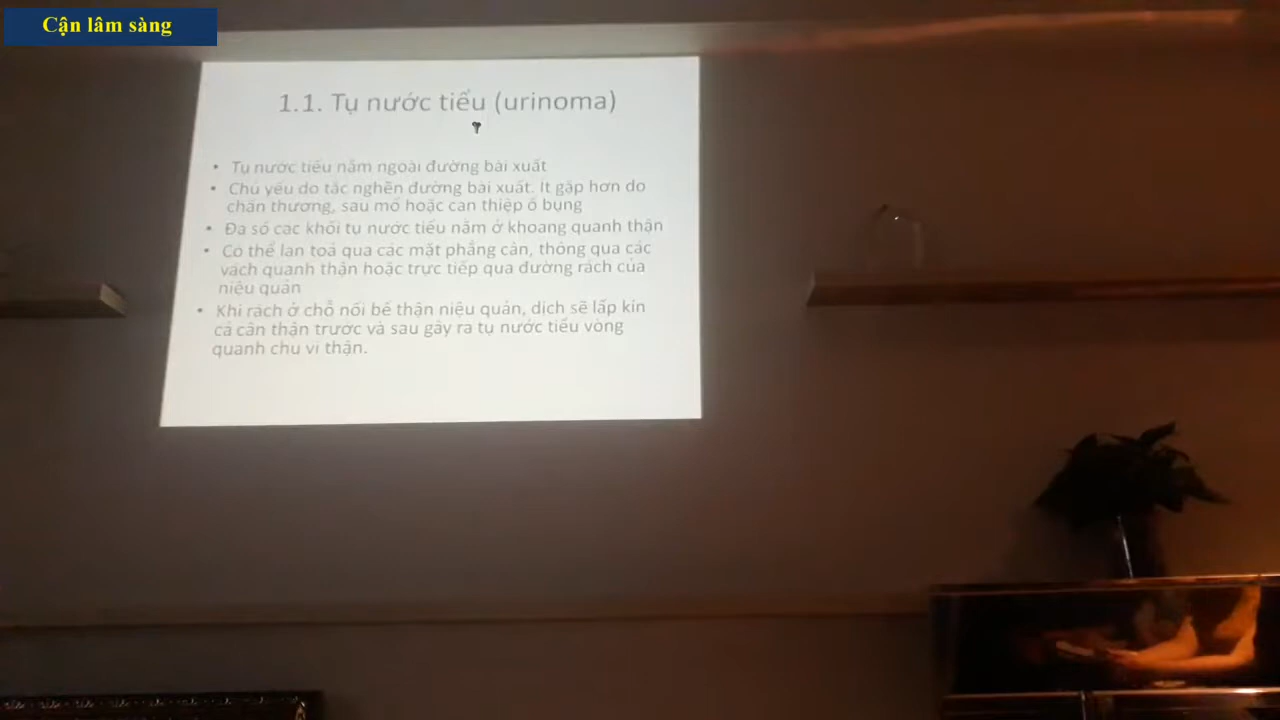 Cận lâm sàng
1.1. Tụ nước tiểu (urinoma)
• Tụ nước tiểu nằm ngoài đường bài xuất
• Chủ yếu do tắc nghẽn đường bài xuất. Ít gặp hơn do
chấn thương, sau mổ hoặc can thiệp ổ bụng
• Đa số các khối tụ nước tiểu nằm ở khoang quanh thận
• Có thể lan toả qua các mặt phẳng cân, thông qua các
vách quanh thận hoặc trực tiếp qua đường rách của
niệu quản
• Khi rách ở chỗ nối bể thận niệu quản, dịch sẽ lấp kín
cả cân thận trước và sau gây ra tụ nước tiểu vòng
quanh chu vi thận.